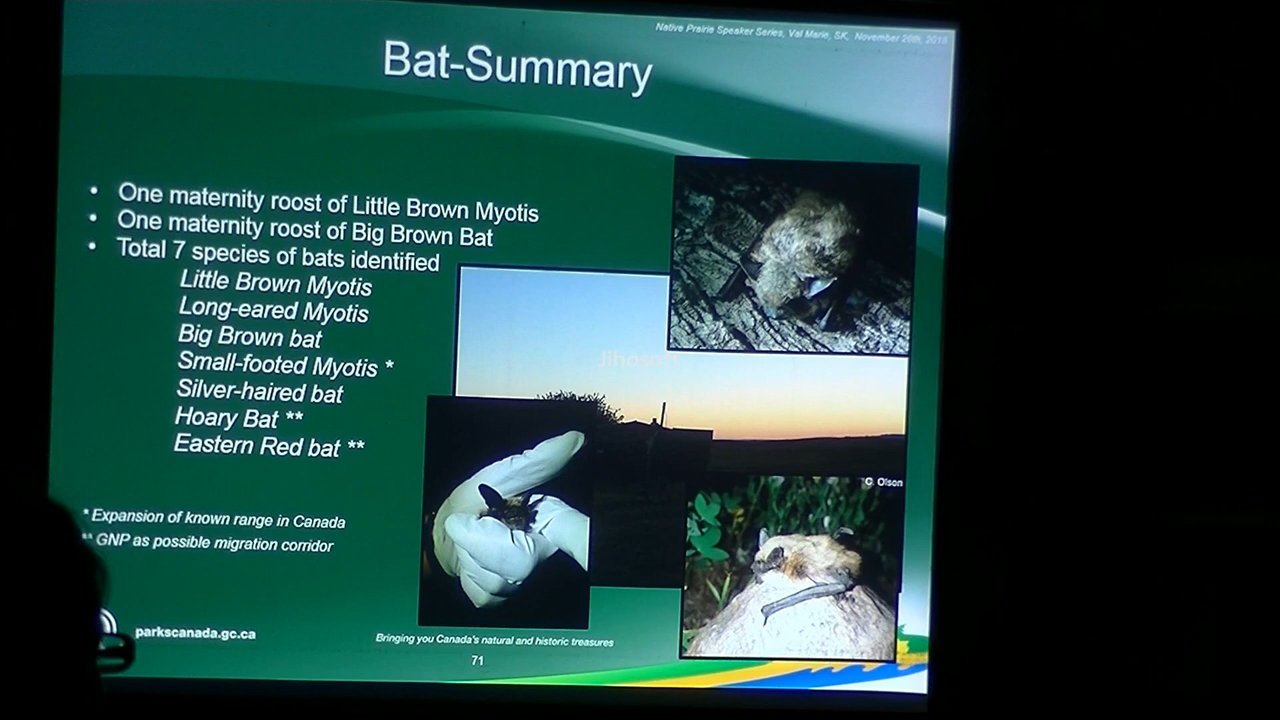 Native Prairie Speaker Series, Val Marie, SK, November 26th, 2015
Bat-Summary
• One maternity roost of Little Brown Myotis
• One maternity roost of Big Brown Bat
• Total 7 species of bats identified
Little Brown Myotis
Long-eared Myotis
Big Brown bat
Small-footed Myotis *
Silver-haired bat
Hoary Bat **
Eastern Red bat **
Jihosoft
C. Olson
* Expansion of known range in Canada
** GNP as possible migration corridor
parkscanada.gc.ca
Bringing you Canada's natural and historic treasures
71